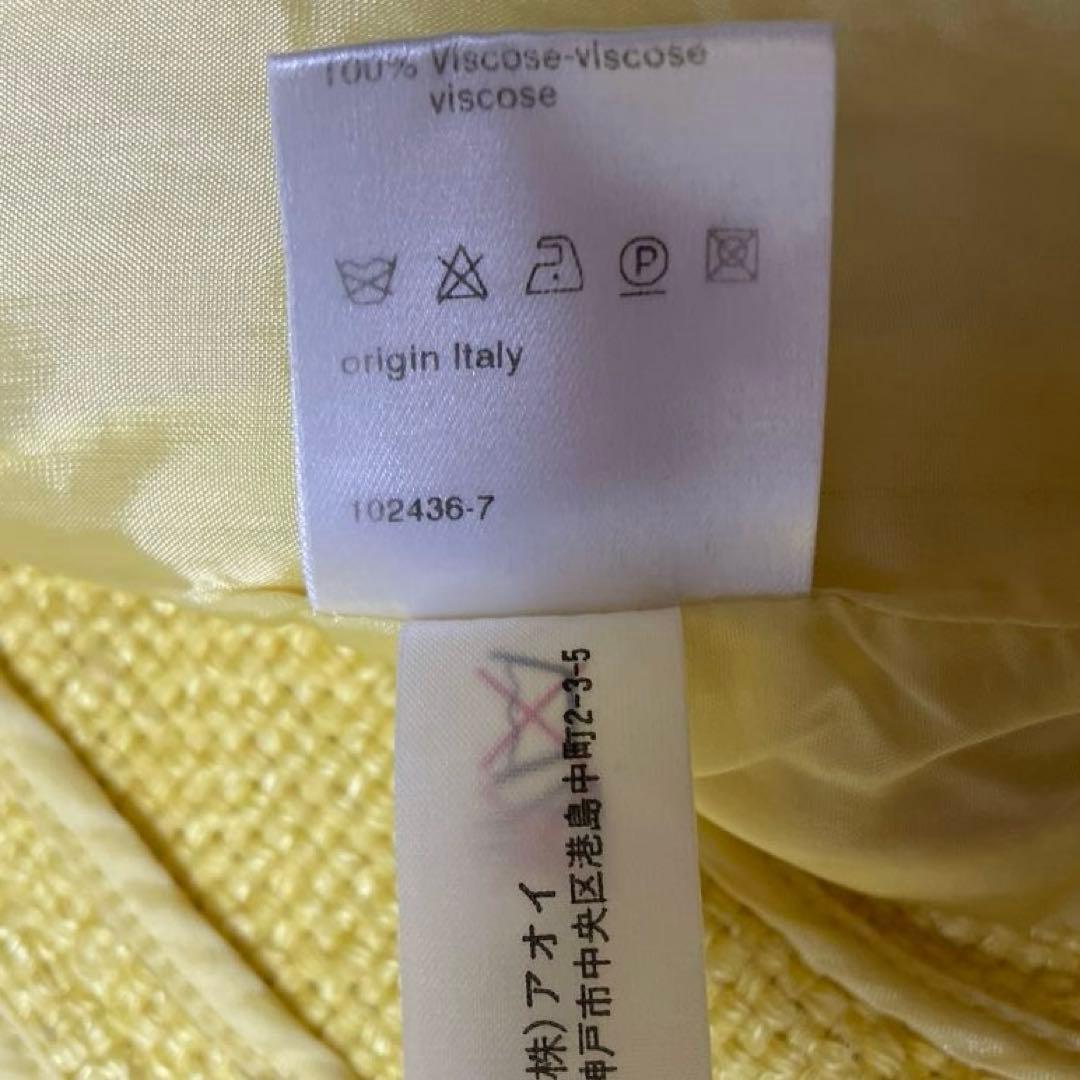 100% Viscose-viscose
viscose
P
origin Italy
102436-7
株)アオイ
神戸市中央区港島中町2-3-5